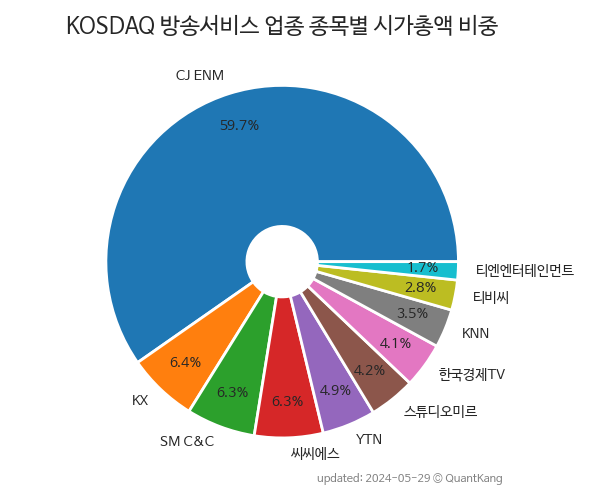 KOSDAQ 방송서비스 업종 종목별 시가총액 비중
CJ ENM
59.7%
1.7%
티엔엔터테인먼트
2.8%
티비씨
3.5%
KNN
4.1%
한국경제TV
4.2%
스튜디오미르
4.9%
YTN
6.3%
씨씨에스
6.3%
SM C&C
6.4%
KX
updated: 2024-05-29 © QuantKang